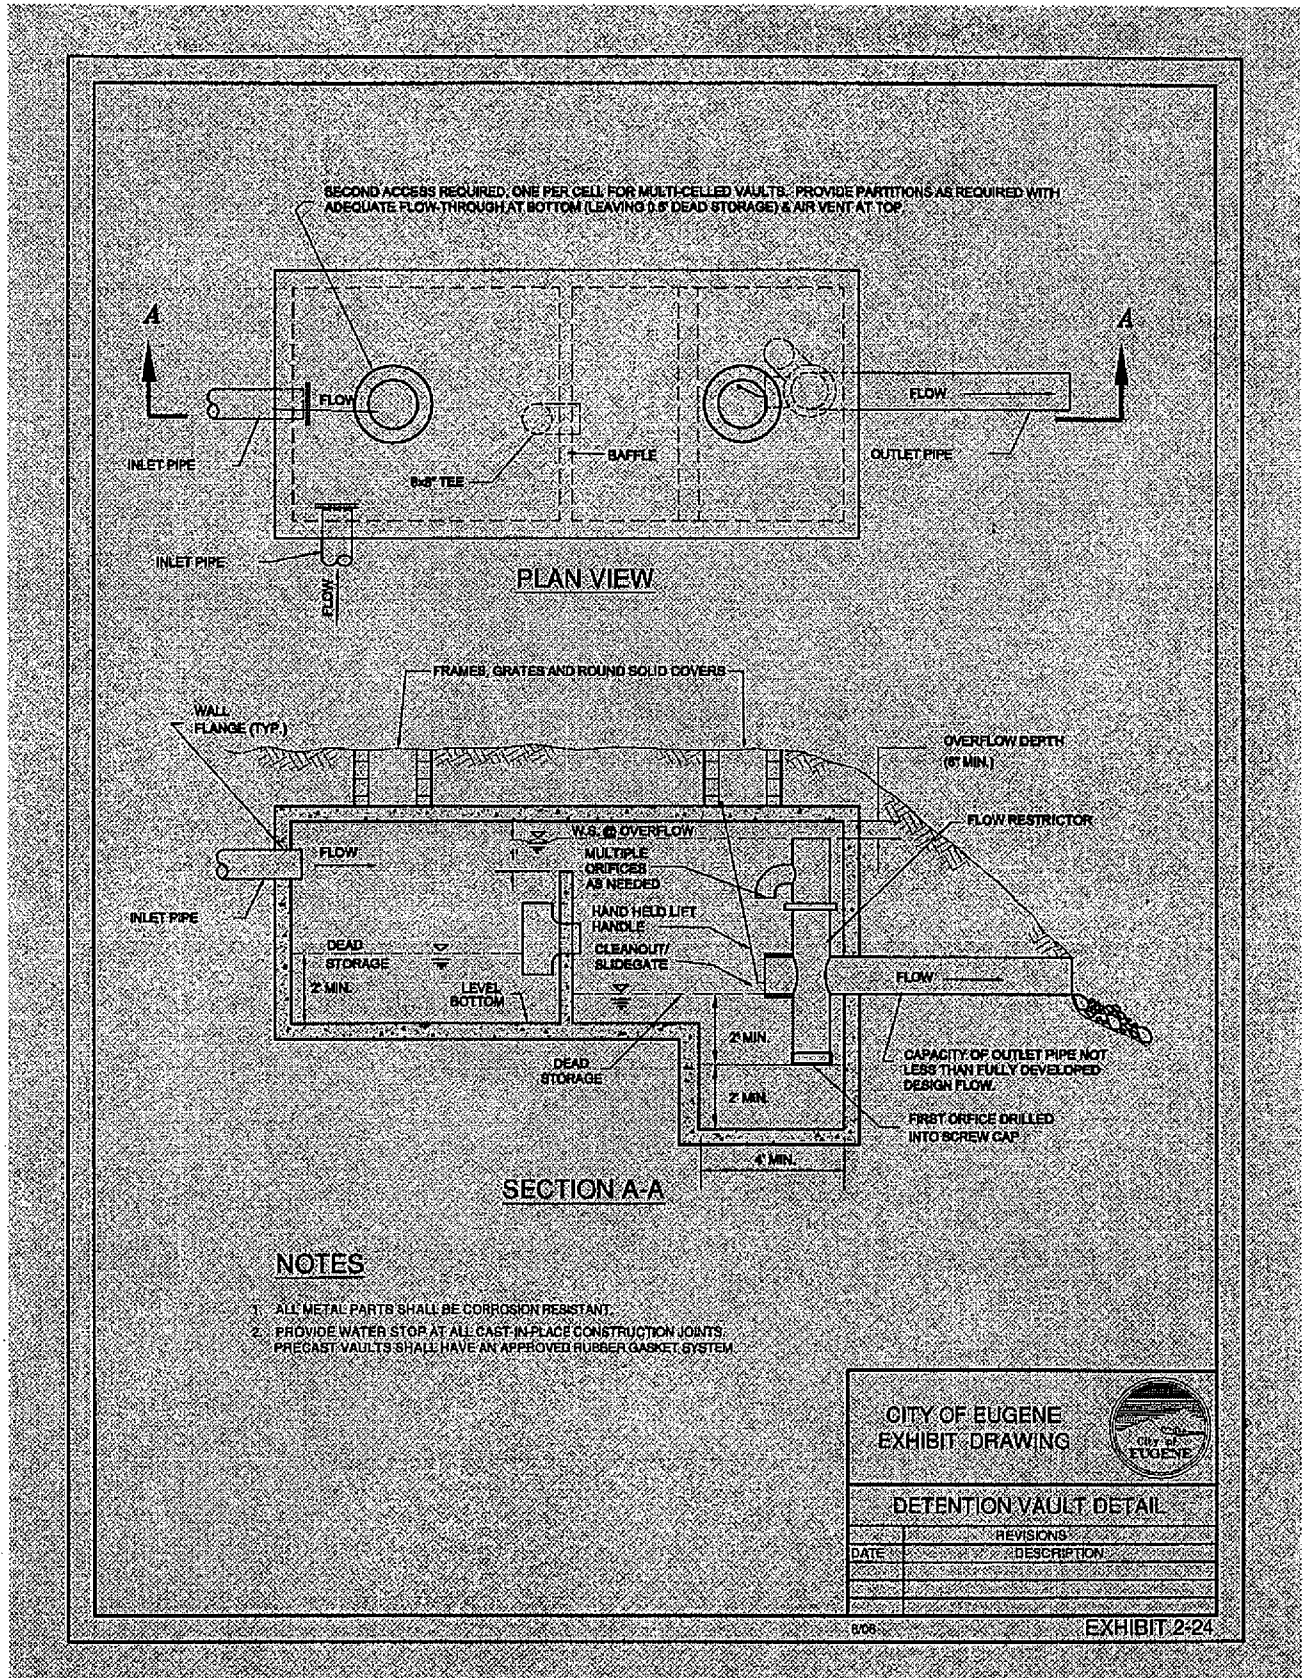 SECOND ACCESS REQUIRED, ONE PER CELL FOR MULTI-CELLED VAULTS. PROVIDE PARTITIONS AS REQUIRED WITH
ADEQUATE FLOW-THROUGH AT BOTTOM (LEAVING 0.5' DEAD STORAGE) & AIR VENT AT TOP
A
A
FLOW
FLOW
INLET PIPE
BAFFLE
OUTLET PIPE
TEE
INLET PIPE
FLOW
PLAN VIEW
FRAMES, GRATES AND ROUND SOLID COVERS
WALL
FLANGE (TYP.)
OVERFLOW DEPTH
(6" MIN.)
FLOW RESTRICTOR
W.S. @ OVERFLOW
FLOW
1'
MULTIPLE
ORIFICES
AS NEEDED
INLET PIPE
HAND HELD LIFT
HANDLE
DEAD
STORAGE
CLEANOUT/
SLIDEGATE
2' MIN.
LEVEL
BOTTOM
FLOW
2' MIN.
DEAD
STORAGE
CAPACITY OF OUTLET PIPE NOT
LESS THAN FULLY DEVELOPED
DESIGN FLOW.
2' MIN.
FIRST ORFICE DRILLED
INTO SCREW CAP
4' MIN.
SECTION A-A
NOTES
1. ALL METAL PARTS SHALL BE CORROSION RESISTANT.
2. PROVIDE WATER STOP AT ALL CAST-IN-PLACE CONSTRUCTION JOINTS.
PRECAST VAULTS SHALL HAVE AN APPROVED RUBBER GASKET SYSTEM.
CITY OF EUGENE
EXHIBIT DRAWING
City of
EUGENE
DETENTION VAULT DETAIL
REVISIONS
DATE
DESCRIPTION
6/06
EXHIBIT 2-24